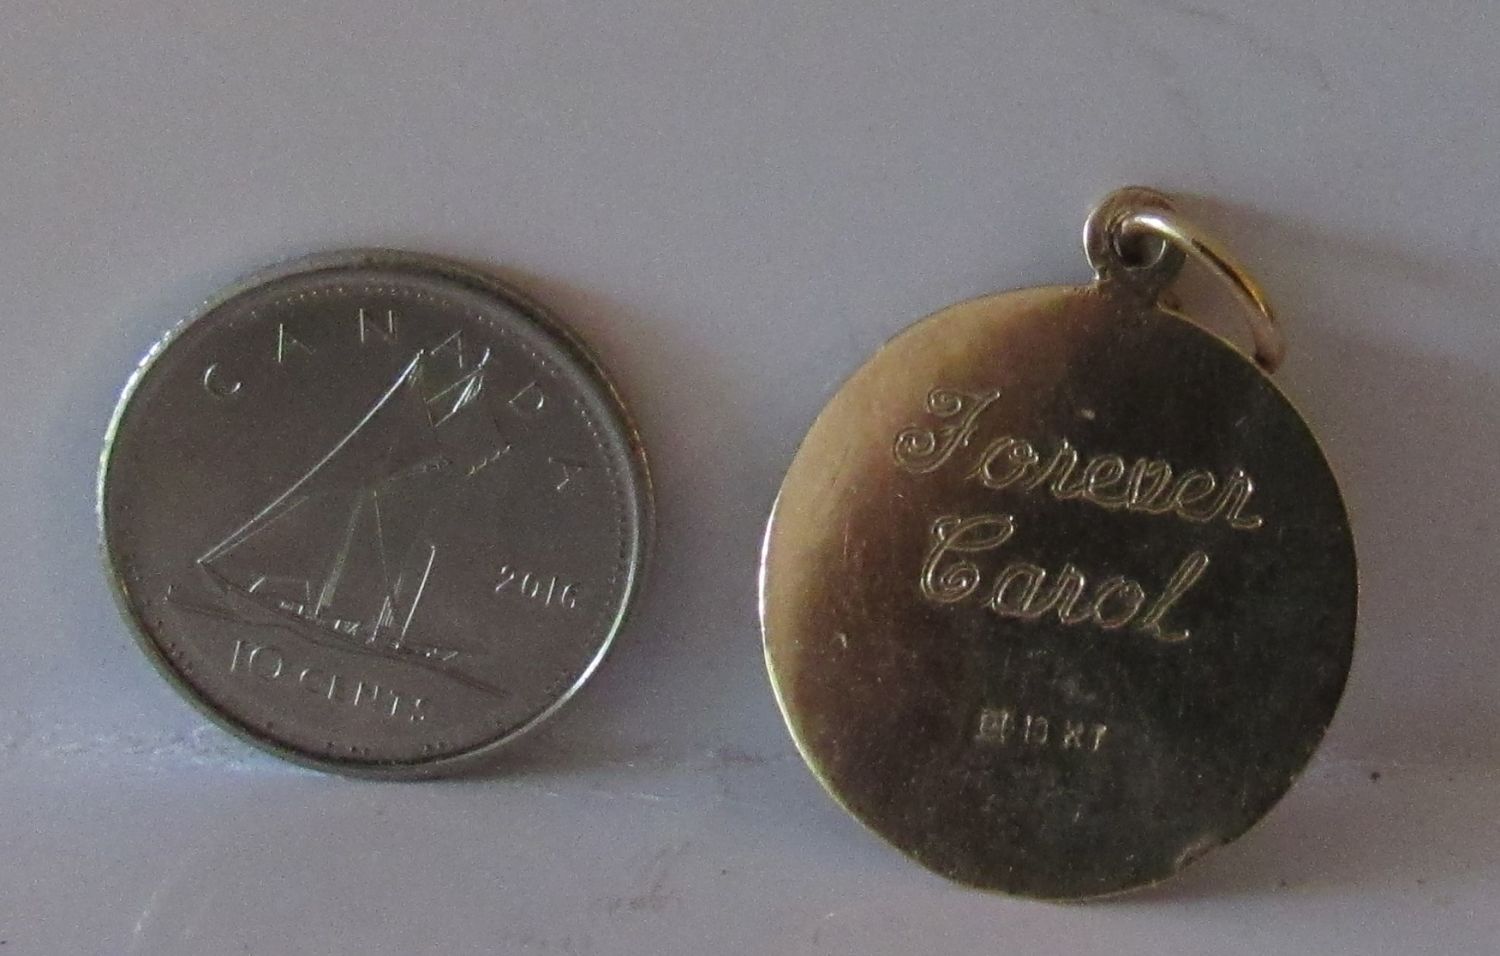 CANADA
2016
10 CENTS
Forever
Carol
10 KT